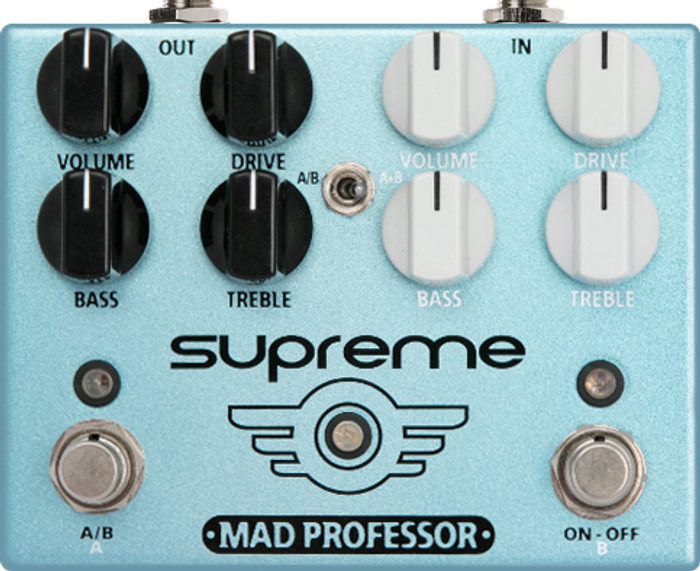 OUT IN
VOLUME DRIVE VOLUME DRIVE
A/B A+B
BASS TREBLE BASS TREBLE
supreme
A/B ON-OFF
A B
MAD PROFESSOR